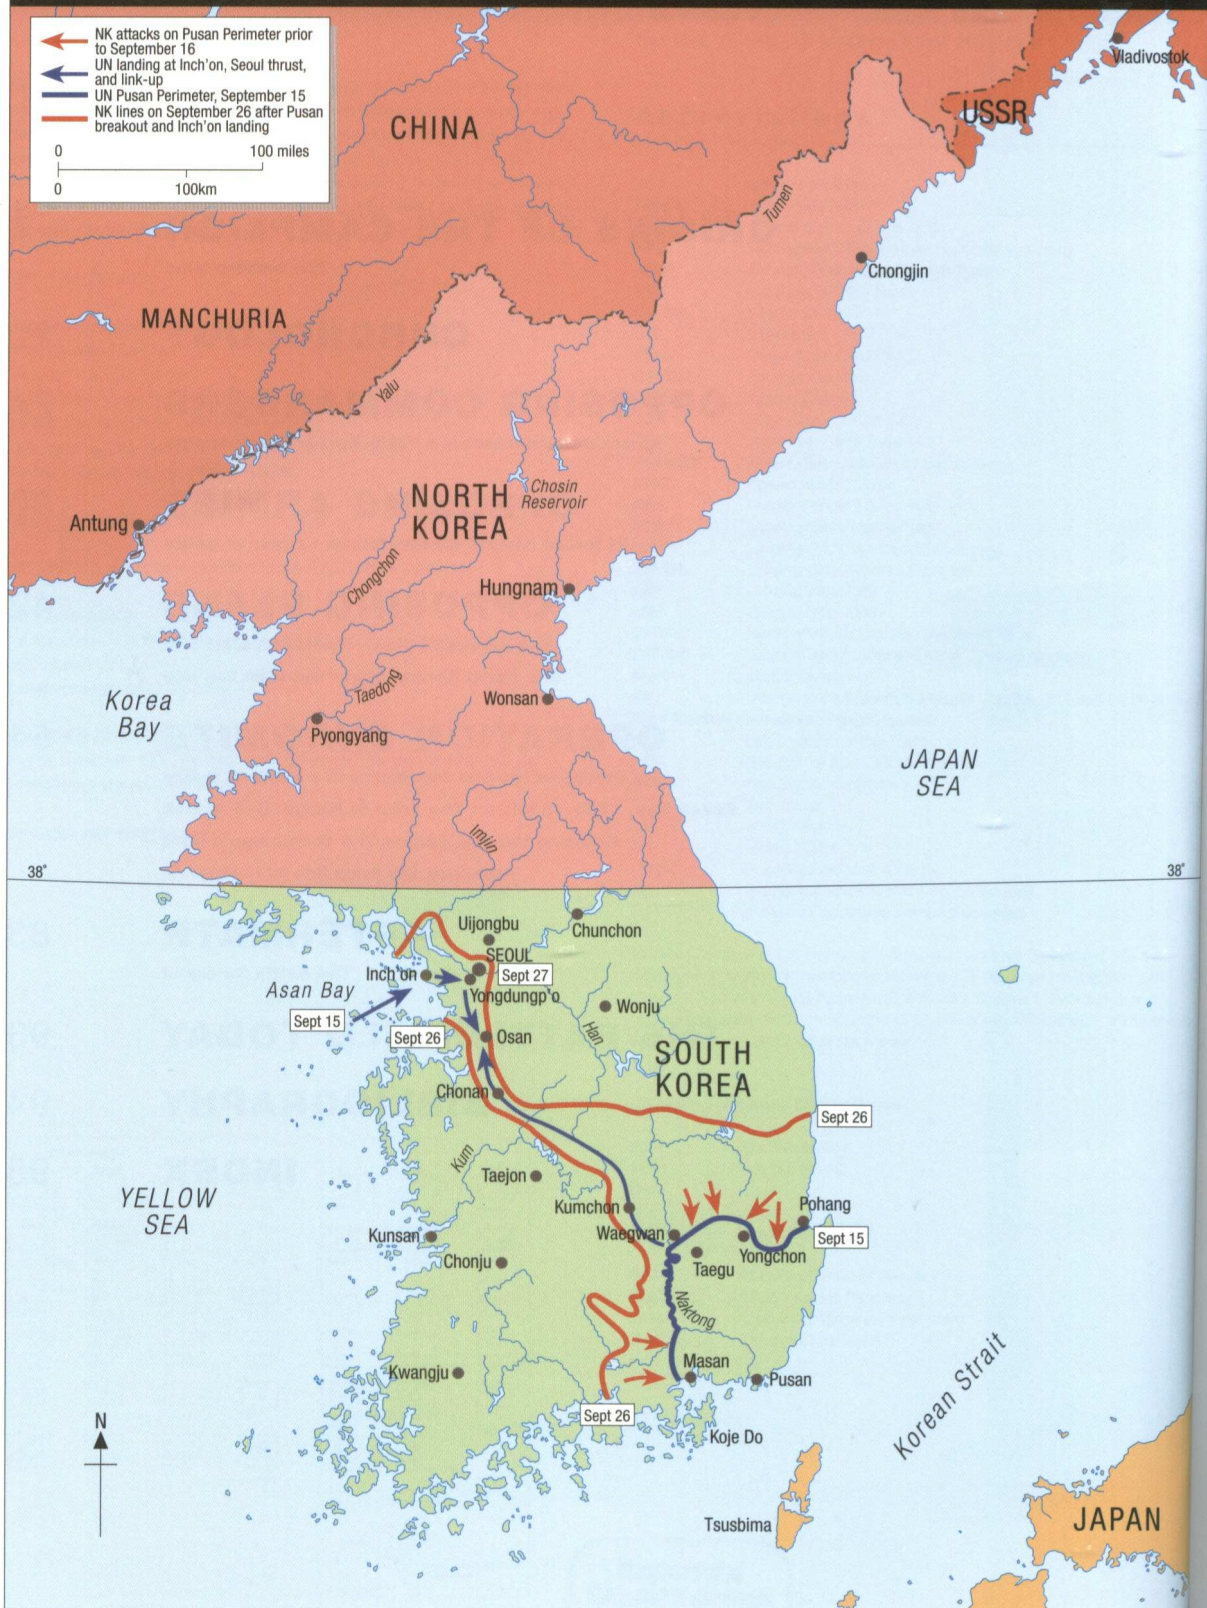 NK attacks on Pusan Perimeter prior
to September 16
UN landing at Inch'on, Seoul thrust,
and link-up
UN Pusan Perimeter, September 15
NK lines on September 26 after Pusan
breakout and Inch'on landing
0 100 miles
0 100km
Vladivostok
USSR
CHINA
Tumen
Chongjin
MANCHURIA
Yalu
NORTH
KOREA
Chosin
Reservoir
Antung
Chongchon
Hungnam
Korea
Bay
Taedong
Wonsan
Pyongyang
JAPAN
SEA
Imjin
38°
38°
Uijongbu
Chunchon
SEOUL
Inch'on
Sept 27
Asan Bay
Yongdungp'o
Sept 15
Wonju
Sept 26
Osan
Han
SOUTH
KOREA
Chonan
Sept 26
Kum
Taejon
YELLOW
SEA
Kumchon
Pohang
Kunsan
Waegwan
Sept 15
Yongchon
Chonju
Taegu
Naktong
Masan
Kwangju
Pusan
Sept 26
Korean Strait
N
Koje Do
Tsusbima
JAPAN